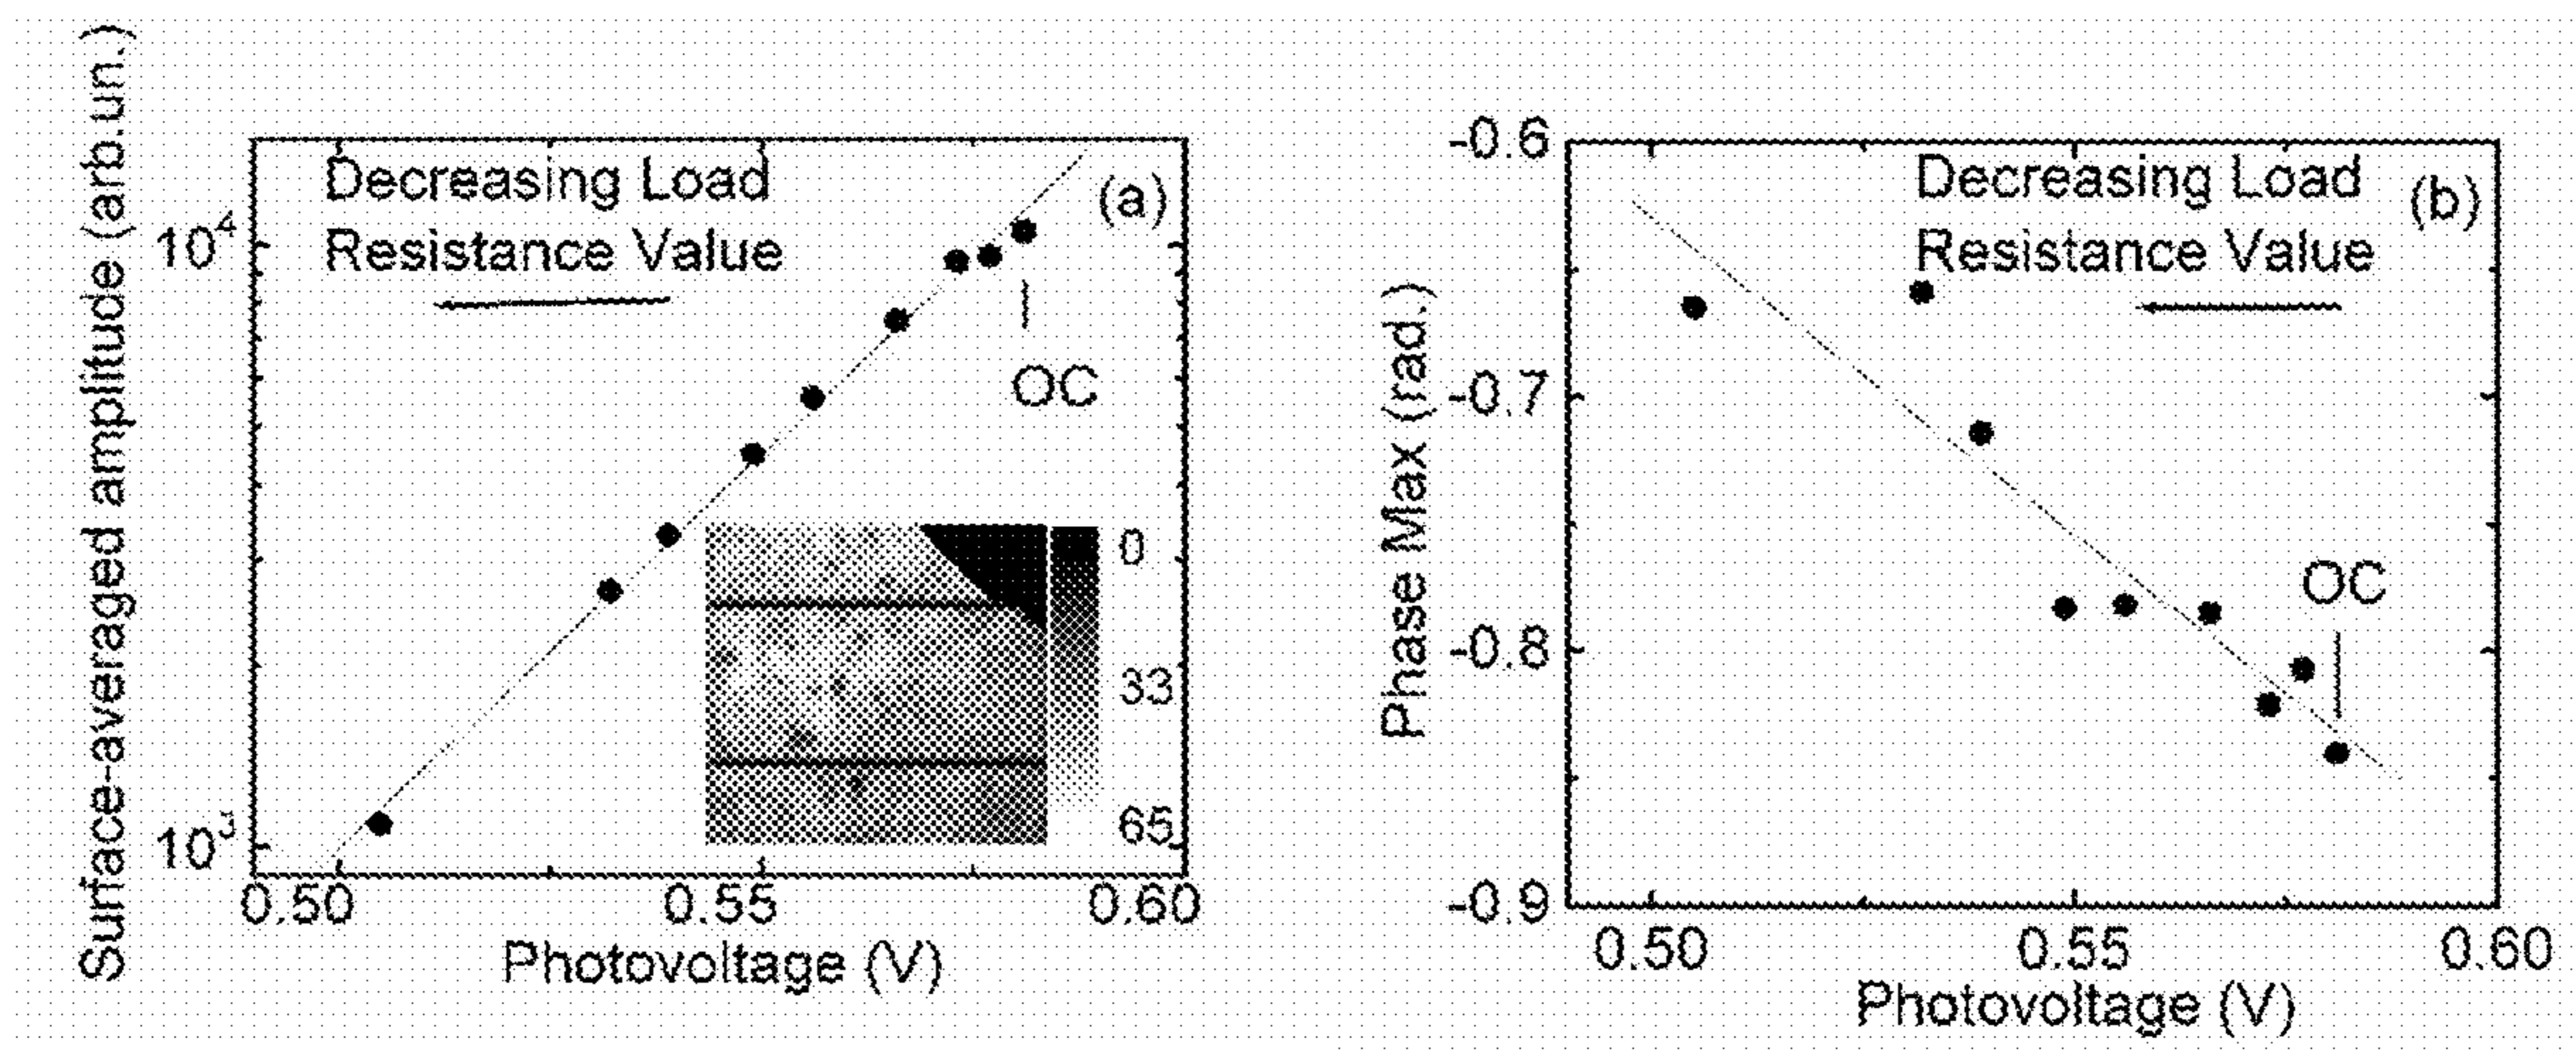 Surface-averaged amplitude (arb.un.)
Decreasing Load
Resistance Value
(a)
10⁴
10³
OC
0
33
65
0.50
0.55
0.60
Photovoltage (V)
Phase Max (rad.)
-0.6
-0.7
-0.8
-0.9
Decreasing Load
Resistance Value
(b)
OC
0.50
0.55
0.60
Photovoltage (V)